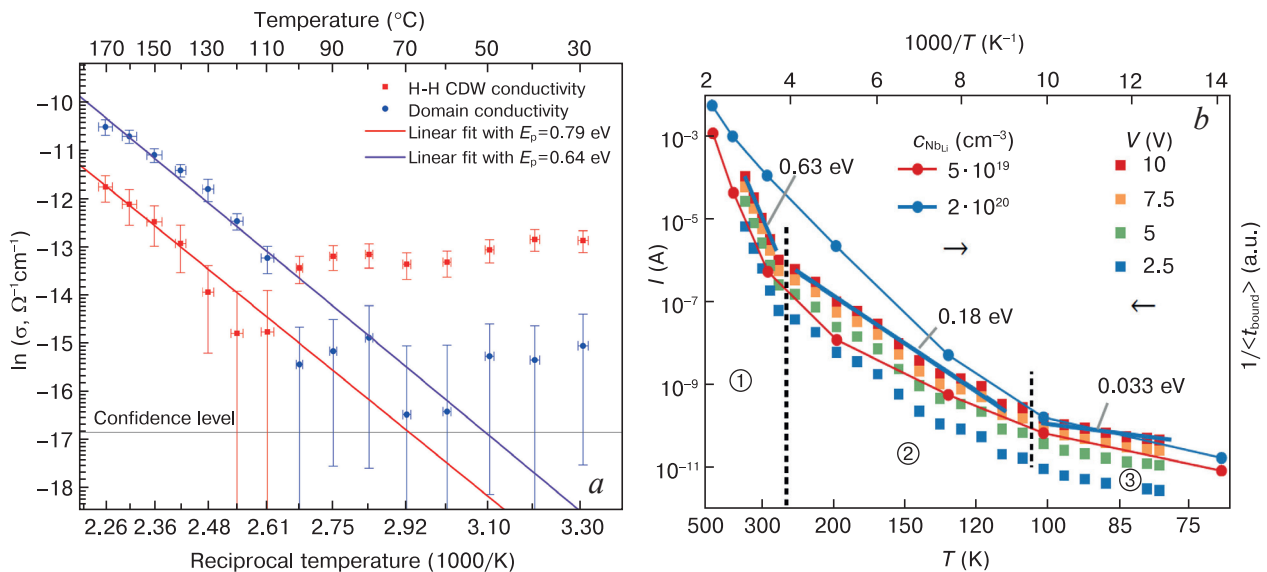 Temperature (°C)
170 150 130 110 90 70 50 30
H-H CDW conductivity
Domain conductivity
Linear fit with Eₚ=0.79 eV
Linear fit with Eₚ=0.64 eV
ln (σ, Ω⁻¹cm⁻¹)
−10
−11
−12
−13
−14
−15
−16
−17
−18
Confidence level
a
2.26 2.36 2.48 2.61 2.75 2.92 3.10 3.30
Reciprocal temperature (1000/K)
1000/T (K⁻¹)
2 4 6 8 10 12 14
b
c_Nb_Li (cm⁻³)
5·10¹⁹
2·10²⁰
V (V)
10
7.5
5
2.5
→
←
0.63 eV
0.18 eV
0.033 eV
①
②
③
I (A)
10⁻³
10⁻⁵
10⁻⁷
10⁻⁹
10⁻¹¹
1/<t_bound> (a.u.)
500 300 200 150 120 100 85 75
T (K)